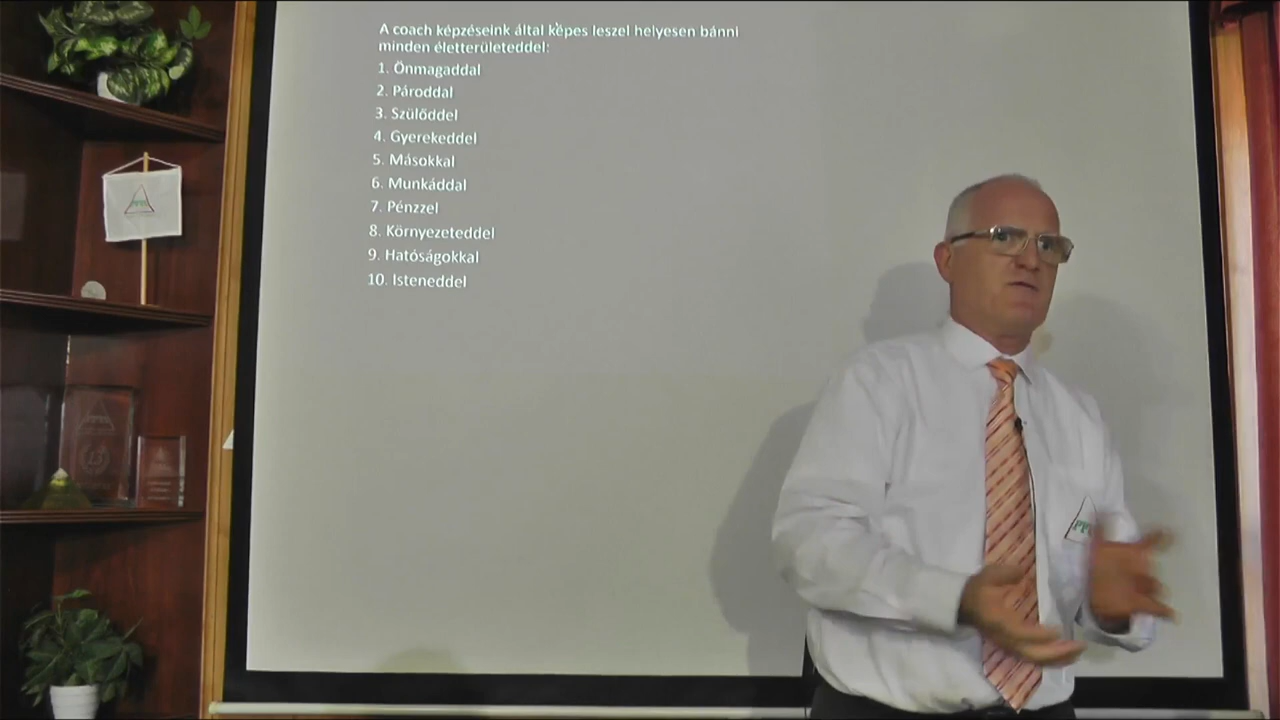 A coach képzéseink által képes leszel helyesen bánni
minden életterületeddel:
1. Önmagaddal
2. Pároddal
3. Szülőddel
4. Gyerekeddel
5. Másokkal
6. Munkáddal
7. Pénzzel
8. Környezeteddel
9. Hatóságokkal
10. Isteneddel